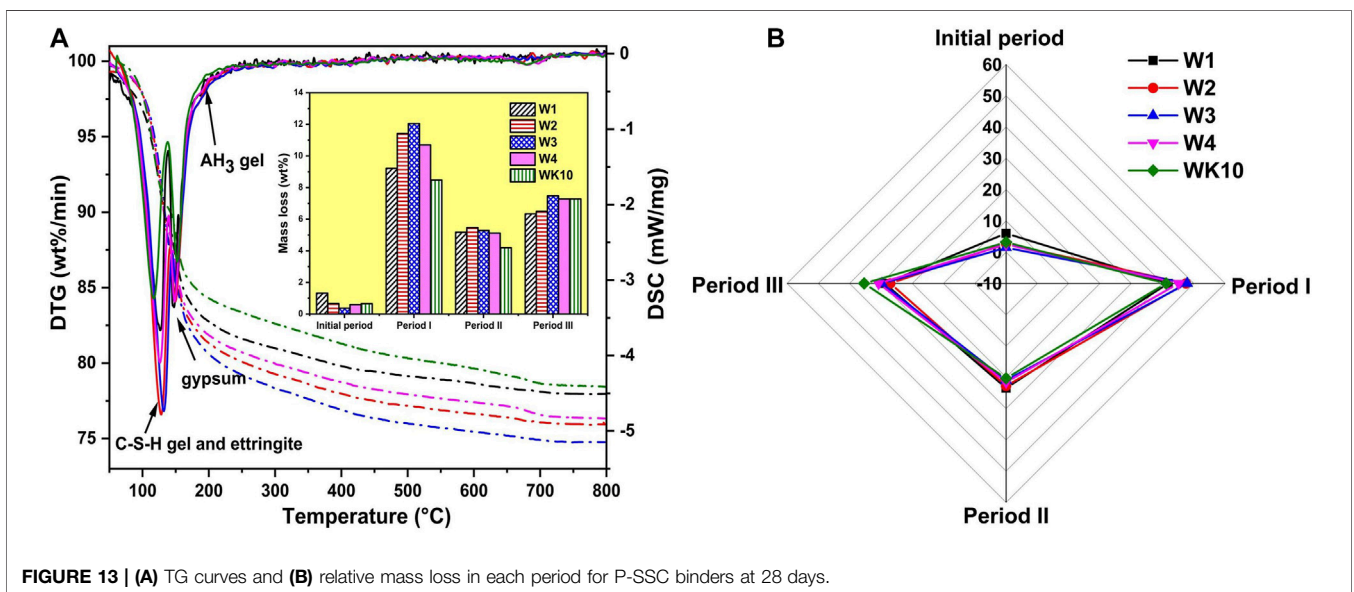 A
100
95
90
85
80
75
DTG (wt%/min)
100
200
300
400
500
600
700
800
Temperature (°C)
0
-1
-2
-3
-4
-5
DSC (mW/mg)
AH3 gel
gypsum
C-S-H gel and ettringite
14
12
10
8
6
4
2
0
Mass loss (wt%)
Initial period
Period I
Period II
Period III
W1
W2
W3
W4
WK10
B
Initial period
60
50
40
30
20
10
0
-10
Period I
Period II
Period III
W1
W2
W3
W4
WK10
FIGURE 13 | (A) TG curves and (B) relative mass loss in each period for P-SSC binders at 28 days.